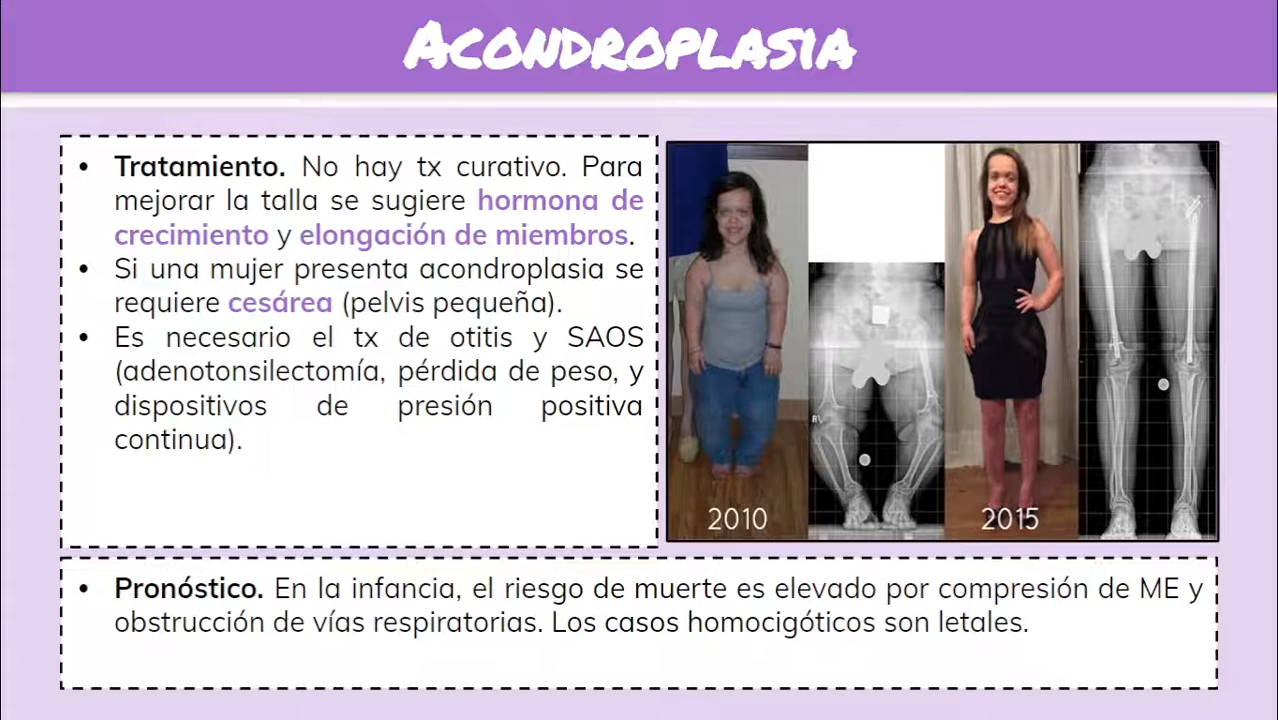 ACONDROPLASIA
• Tratamiento. No hay tx curativo. Para
mejorar la talla se sugiere hormona de
crecimiento y elongación de miembros.
• Si una mujer presenta acondroplasia se
requiere cesárea (pelvis pequeña).
• Es necesario el tx de otitis y SAOS
(adenotonsilectomía, pérdida de peso, y
dispositivos de presión positiva
continua).
R
2010
2015
• Pronóstico. En la infancia, el riesgo de muerte es elevado por compresión de ME y
obstrucción de vías respiratorias. Los casos homocigóticos son letales.